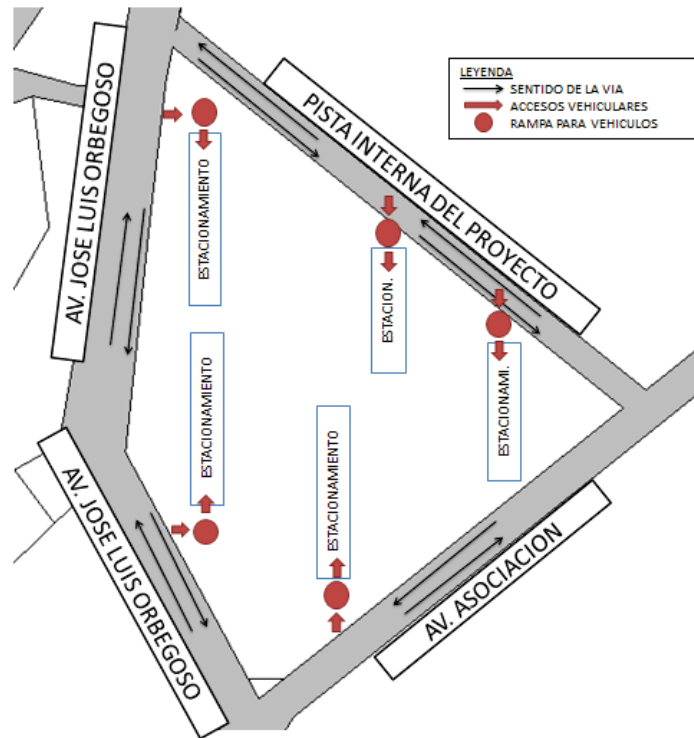 LEYENDA
SENTIDO DE LA VIA
ACCESOS VEHICULARES
RAMPA PARA VEHICULOS
AV. JOSE LUIS ORBEGOSO
PISTA INTERNA DEL PROYECTO
ESTACIONAMIENTO
ESTACION.
ESTACIONAMI.
ESTACIONAMIENTO
ESTACIONAMIENTO
AV. JOSE LUIS ORBEGOSO
AV. ASOCIACION